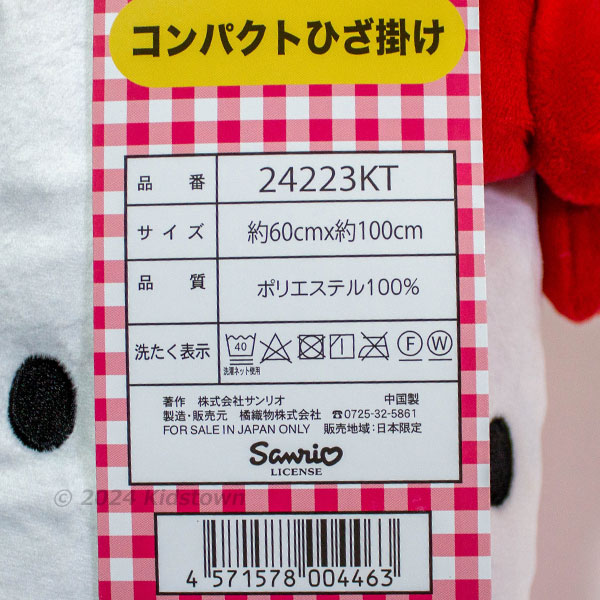 コンパクトひざ掛け
品番 24223KT
サイズ 約60cmx約100cm
品質 ポリエステル100%
洗たく表示 40 F W
洗濯ネット使用
著作 株式会社サンリオ 中国製
製造・販売元 橘織物株式会社 ☎0725-32-5861
FOR SALE IN JAPAN ONLY 販売地域:日本限定
Sanrio
LICENSE
4 571578 004463
© 2024 Kidstown